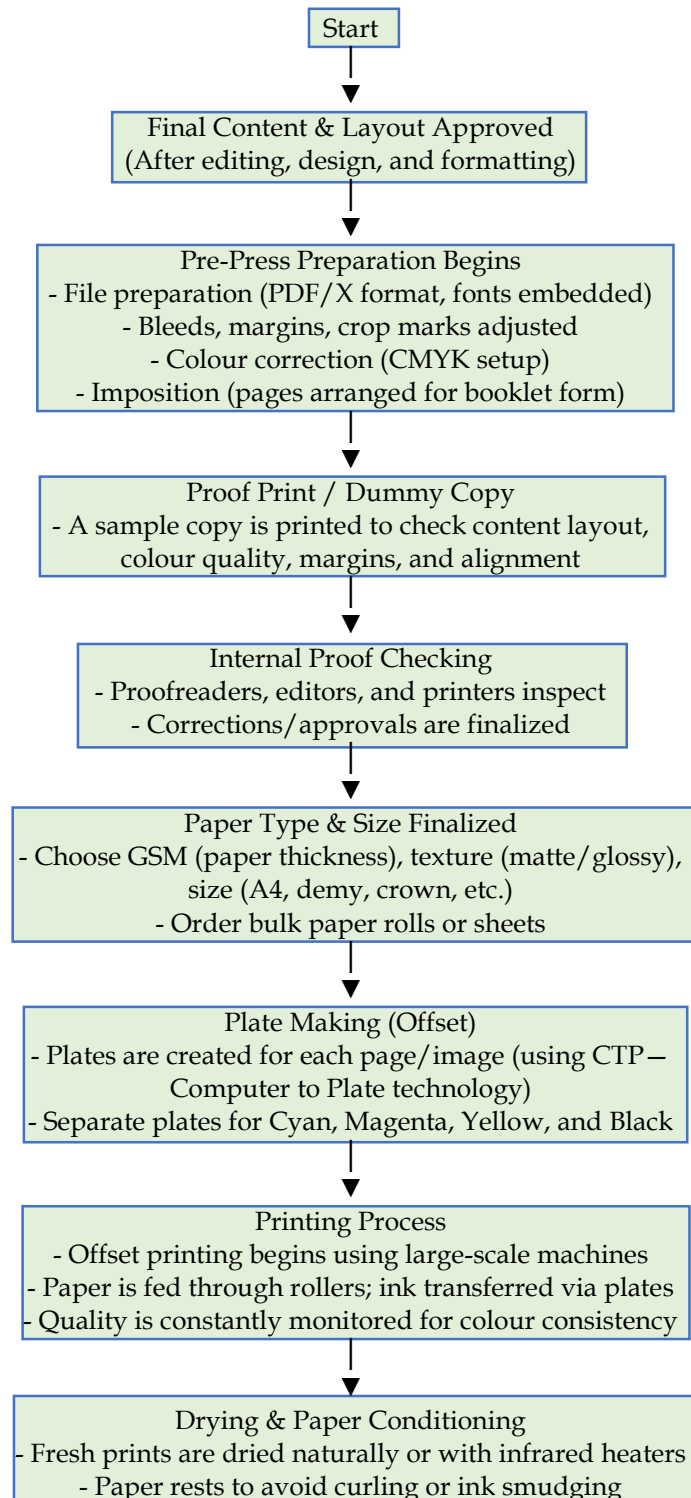 Start
Final Content & Layout Approved
(After editing, design, and formatting)
Pre-Press Preparation Begins
- File preparation (PDF/X format, fonts embedded)
- Bleeds, margins, crop marks adjusted
- Colour correction (CMYK setup)
- Imposition (pages arranged for booklet form)
Proof Print / Dummy Copy
- A sample copy is printed to check content layout,
colour quality, margins, and alignment
Internal Proof Checking
- Proofreaders, editors, and printers inspect
- Corrections/approvals are finalized
Paper Type & Size Finalized
- Choose GSM (paper thickness), texture (matte/glossy),
size (A4, demy, crown, etc.)
- Order bulk paper rolls or sheets
Plate Making (Offset)
- Plates are created for each page/image (using CTP—
Computer to Plate technology)
- Separate plates for Cyan, Magenta, Yellow, and Black
Printing Process
- Offset printing begins using large-scale machines
- Paper is fed through rollers; ink transferred via plates
- Quality is constantly monitored for colour consistency
Drying & Paper Conditioning
- Fresh prints are dried naturally or with infrared heaters
- Paper rests to avoid curling or ink smudging